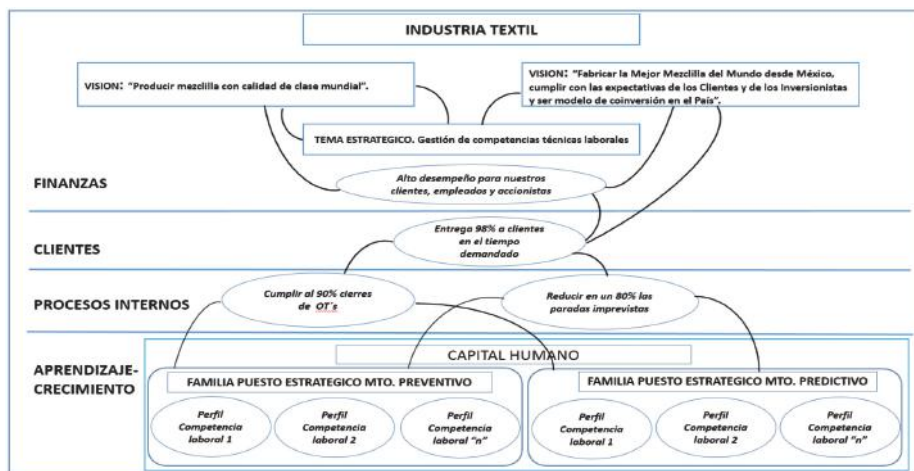 INDUSTRIA TEXTIL
VISION: “Producir mezclilla con calidad de clase mundial”.
VISION: “Fabricar la Mejor Mezclilla del Mundo desde México,
cumplir con las expectativas de los Clientes y de los Inversionistas
y ser modelo de coinversión en el País”.
TEMA ESTRATEGICO. Gestión de competencias técnicas laborales
FINANZAS
Alto desempeño para nuestros
clientes, empleados y accionistas
CLIENTES
Entrega 98% a clientes
en el tiempo
demandado
PROCESOS INTERNOS
Cumplir al 90% cierres
de OT´s
Reducir en un 80% las
paradas imprevistas
APRENDIZAJE-
CRECIMIENTO
CAPITAL HUMANO
FAMILIA PUESTO ESTRATEGICO MTO. PREVENTIVO
Perfil
Competencia
laboral 1
Perfil
Competencia
laboral 2
Perfil
Competencia
laboral “n”
FAMILIA PUESTO ESTRATEGICO MTO. PREDICTIVO
Perfil
Competencia
laboral 1
Perfil
Competencia
laboral 2
Perfil
Competencia
laboral “n”